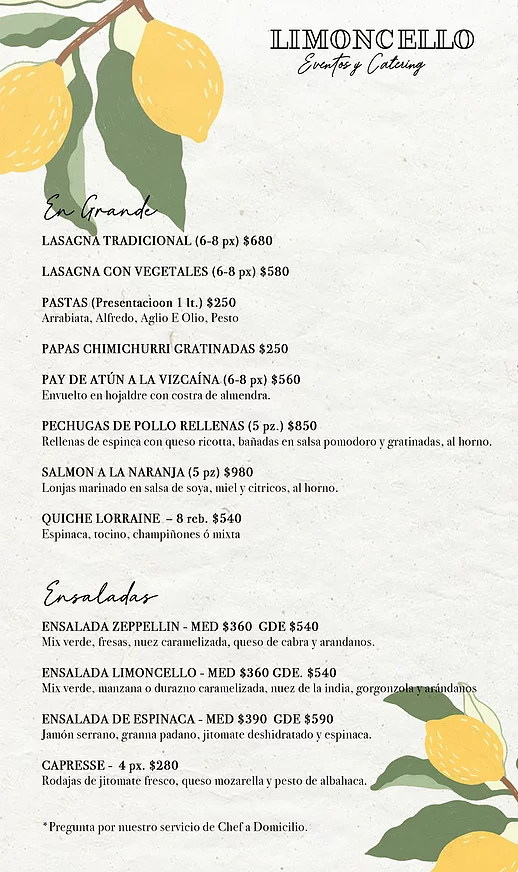 LIMONCELLO
Eventos y Catering
En Grande
LASAGNA TRADICIONAL (6-8 px) $680
LASAGNA CON VEGETALES (6-8 px) $580
PASTAS (Presentacioon 1 lt.) $250
Arrabiata, Alfredo, Aglio E Olio, Pesto
PAPAS CHIMICHURRI GRATINADAS $250
PAY DE ATÚN A LA VIZCAÍNA (6-8 px) $560
Envuelto en hojaldre con costra de almendra.
PECHUGAS DE POLLO RELLENAS (5 pz.) $850
Rellenas de espinca con queso ricotta, bañadas en salsa pomodoro y gratinadas, al horno.
SALMON A LA NARANJA (5 pz) $980
Lonjas marinado en salsa de soya, miel y citricos, al horno.
QUICHE LORRAINE – 8 reb. $540
Espinaca, tocino, champiñones ó mixta
Ensaladas
ENSALADA ZEPPELLIN - MED $360 GDE $540
Mix verde, fresas, nuez caramelizada, queso de cabra y arandanos.
ENSALADA LIMONCELLO - MED $360 GDE. $540
Mix verde, manzana o durazno caramelizada, nuez de la india, gorgonzola y arándanos
ENSALADA DE ESPINACA - MED $390 GDE $590
Jamón serrano, granna padano, jitomate deshidratado y espinaca.
CAPRESSE - 4 px. $280
Rodajas de jitomate fresco, queso mozarella y pesto de albahaca.
*Pregunta por nuestro servicio de Chef a Domicilio.